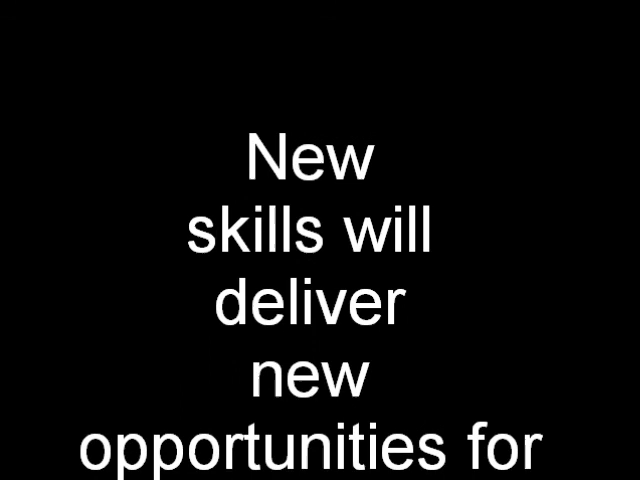 New
skills will
deliver
new
opportunities for